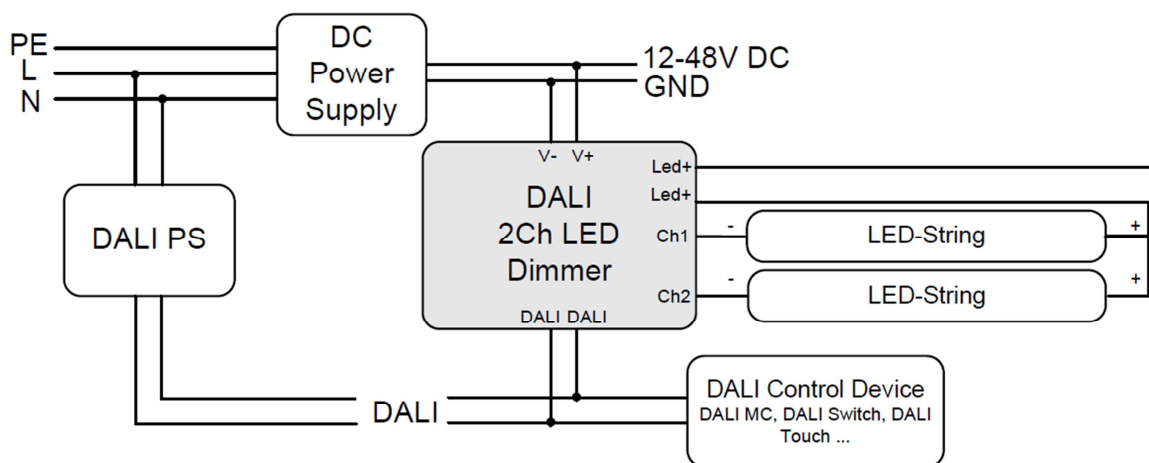 PE
L
N
DC
Power
Supply
12-48V DC
GND
DALI PS
V- V+
DALI
2Ch LED
Dimmer
Led+
Led+
Ch1
Ch2
DALI DALI
- LED-String +
- LED-String +
DALI
DALI Control Device
DALI MC, DALI Switch, DALI
Touch ...